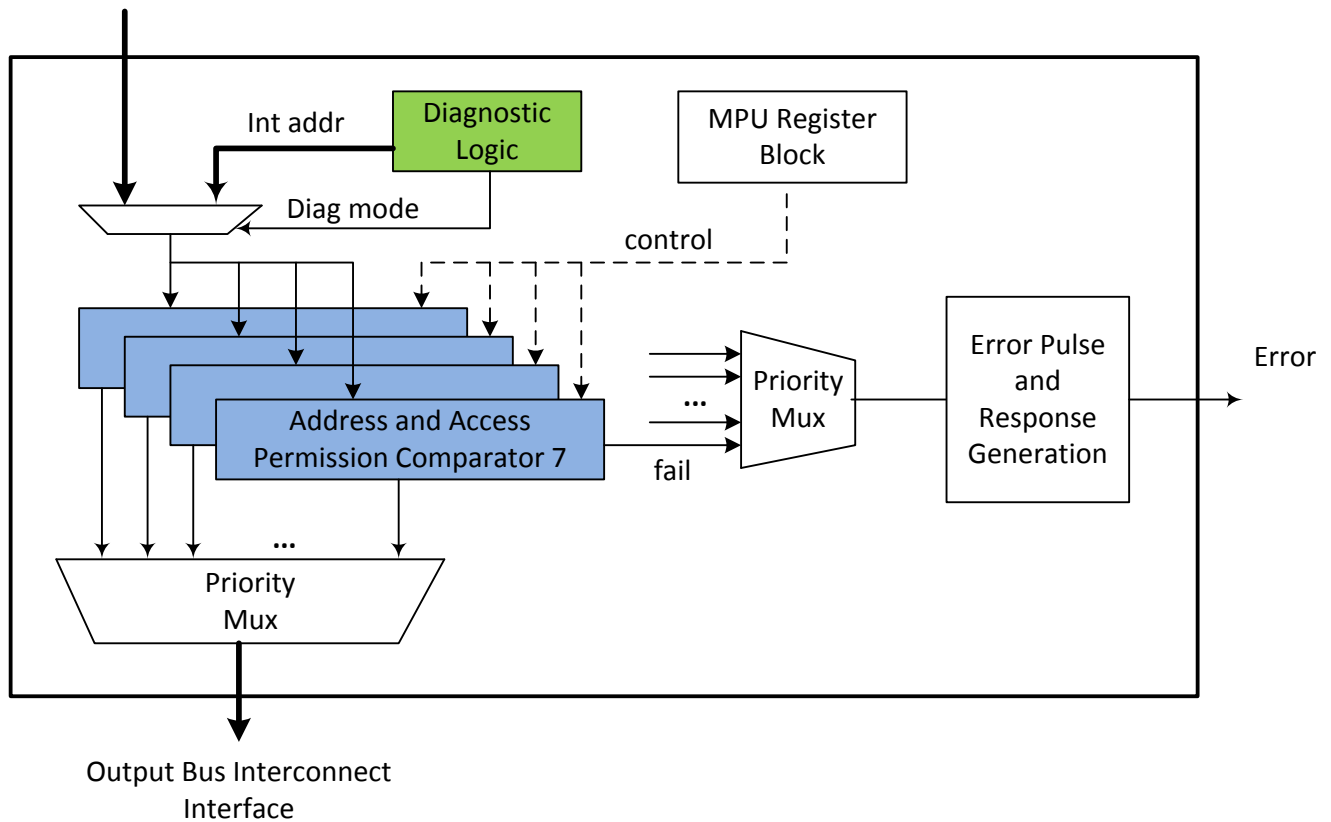 Diagnostic
Logic
Int addr
MPU Register
Block
Diag mode
control
Address and Access
Permission Comparator 7
fail
...
Priority
Mux
Error Pulse
and
Response
Generation
Error
...
Priority
Mux
Output Bus Interconnect
Interface